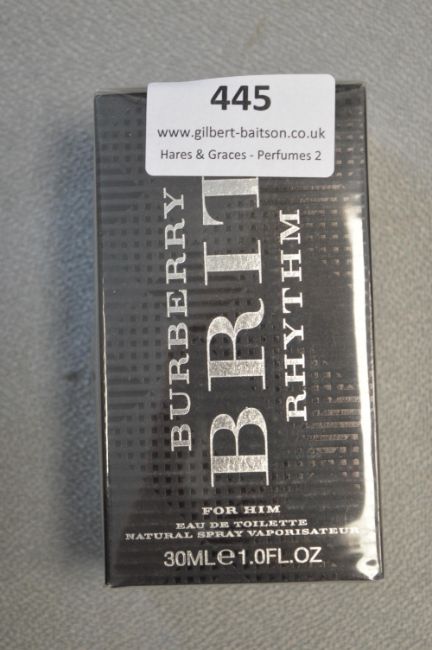 445
www.gilbert-baitson.co.uk
Hares & Graces - Perfumes 2
BURBERRY
BRIT
RHYTHM
FOR HIM
EAU DE TOILETTE
NATURAL SPRAY VAPORISATEUR
30ML℮1.0FL.OZ